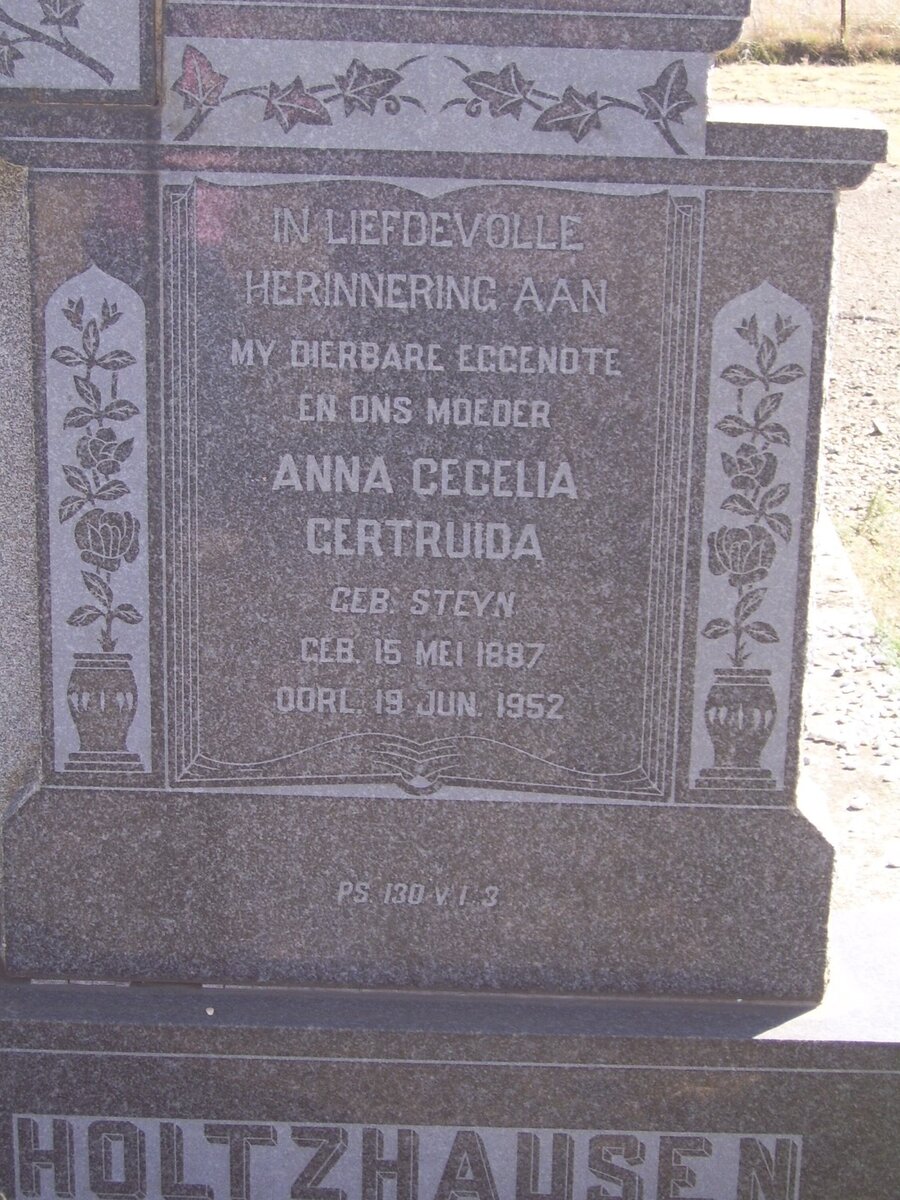 IN LIEFDEVOLLE
HERINNERING AAN
MY DIERBARE EGGENOTE
EN ONS MOEDER
ANNA CECELIA
GERTRUIDA
GEB. STEYN
GEB. 15 MEI 1887
OORL. 19 JUN. 1952
PS. 130 V. 1. 3
HOLTZHAUSEN